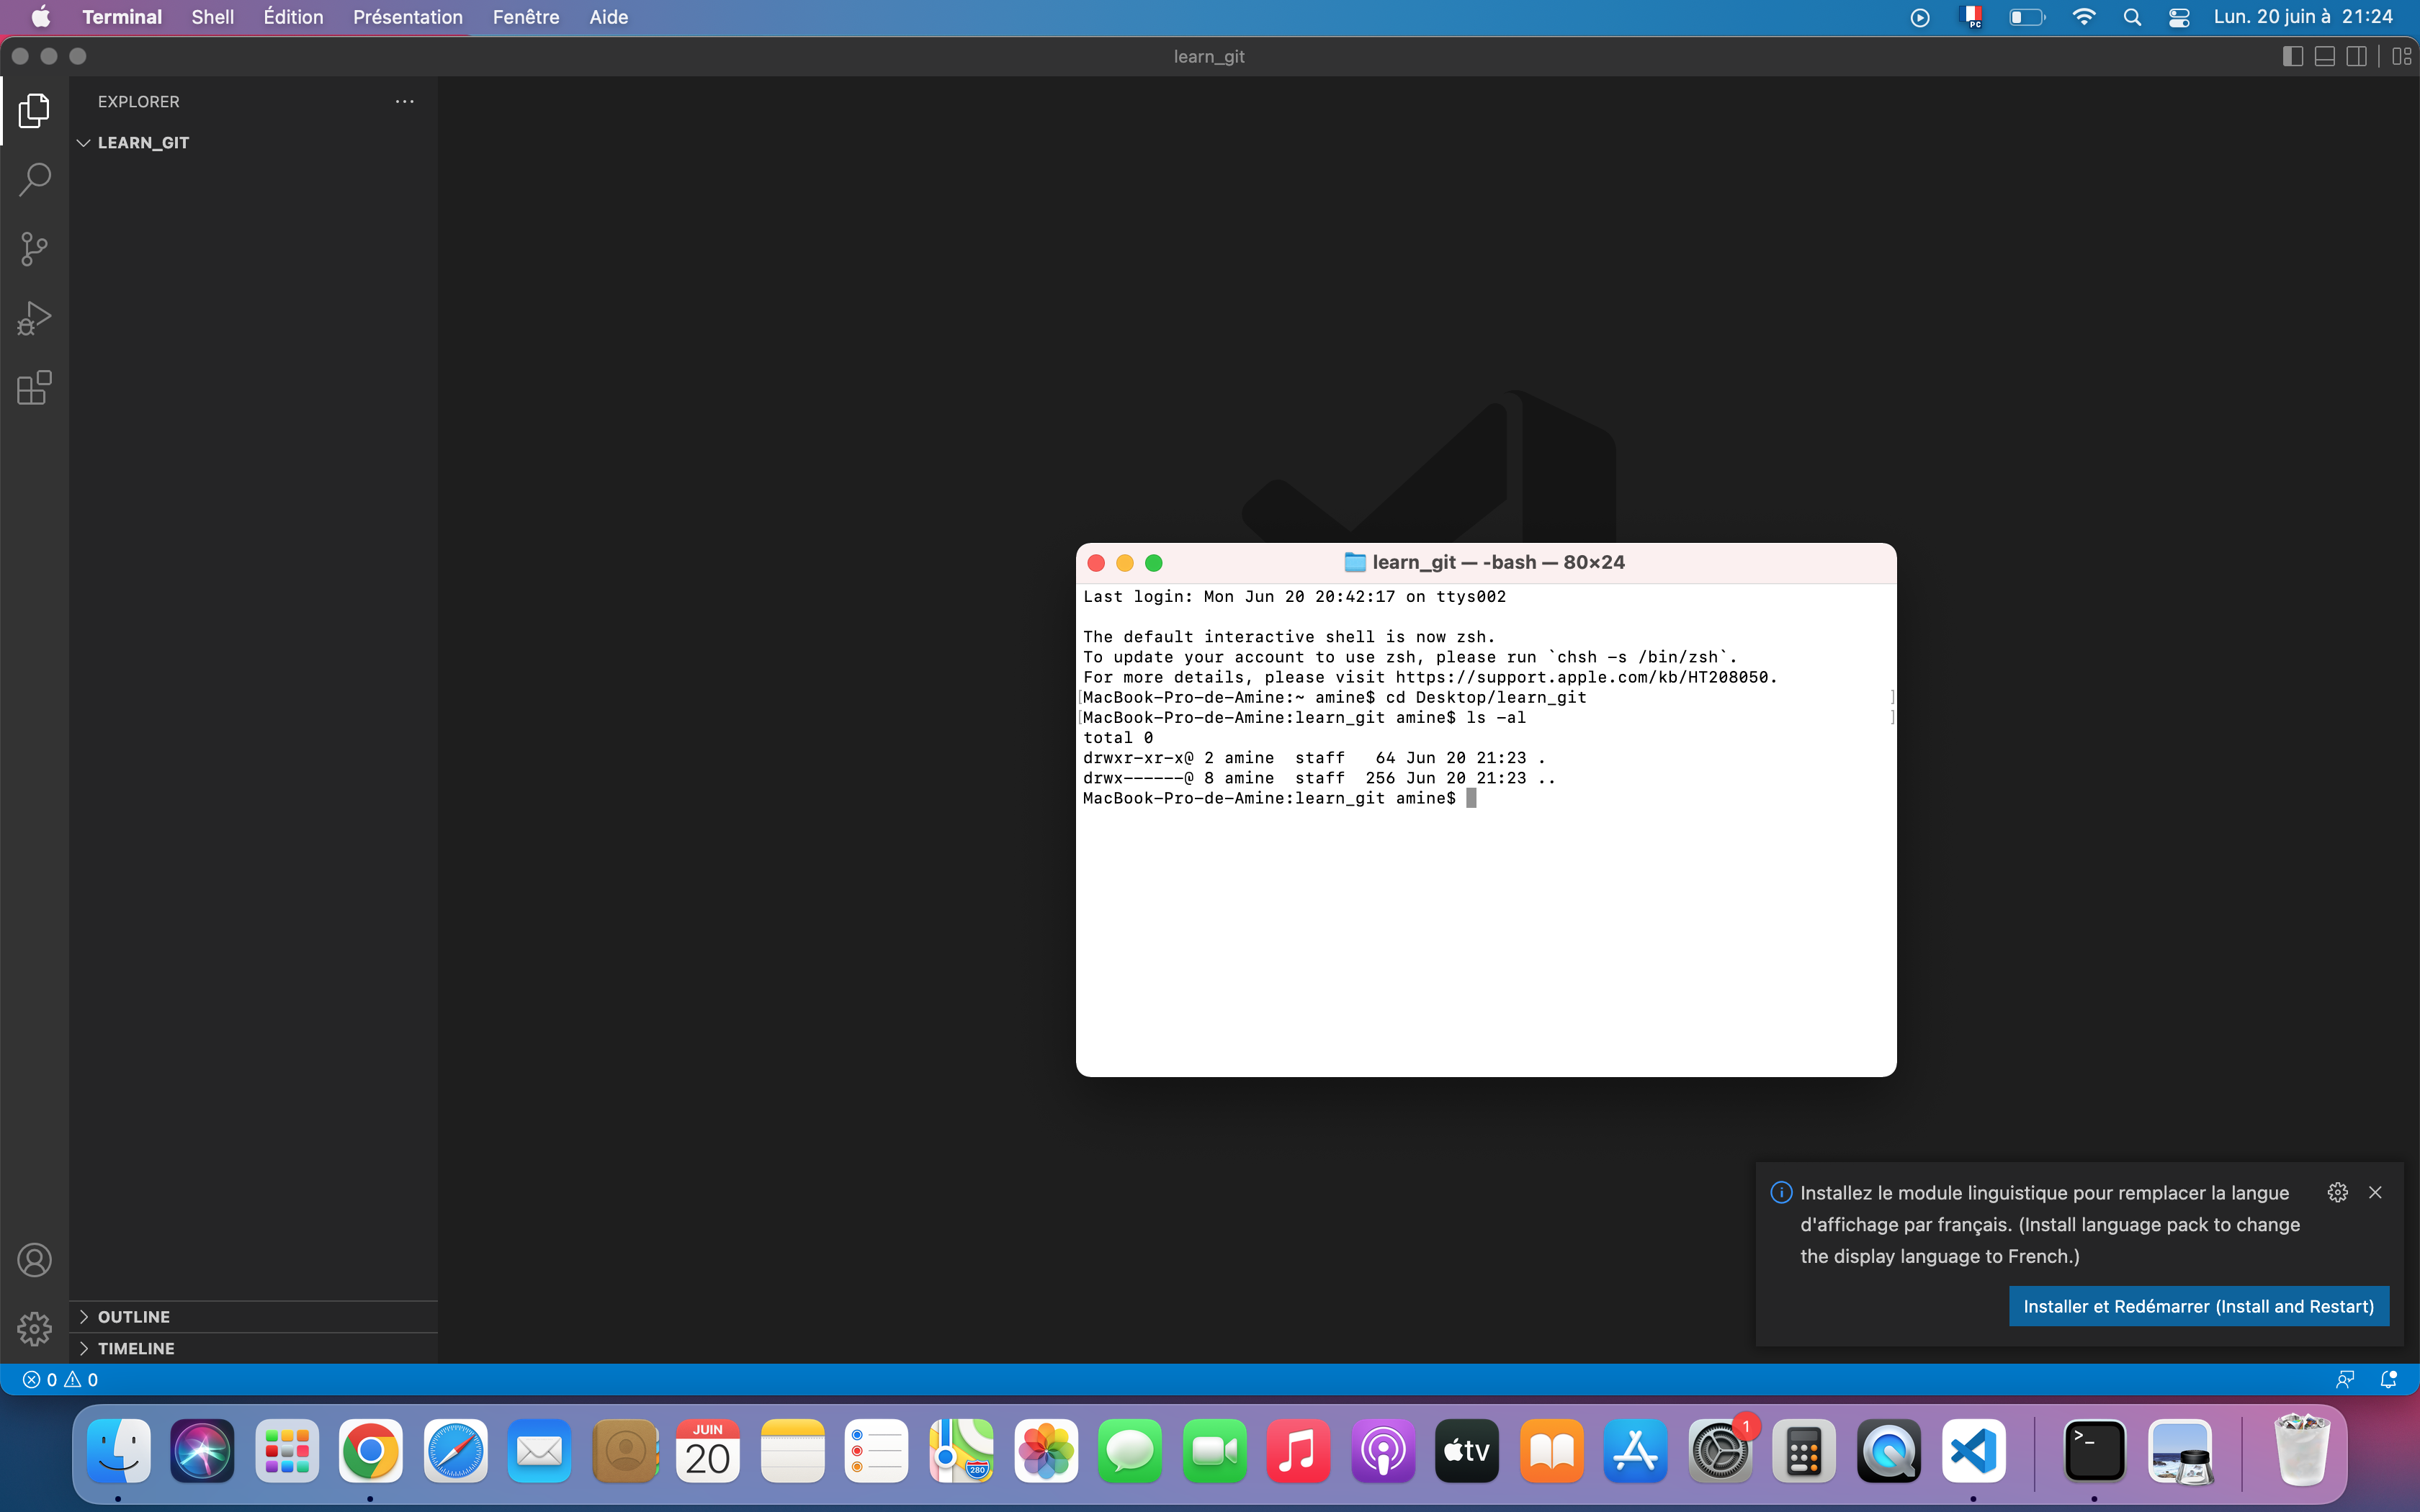 Terminal Shell Édition Présentation Fenêtre Aide
PC
Lun. 20 juin à 21:24
learn_git
EXPLORER
LEARN_GIT
learn_git — -bash — 80×24
Last login: Mon Jun 20 20:42:17 on ttys002
The default interactive shell is now zsh.
To update your account to use zsh, please run `chsh -s /bin/zsh`.
For more details, please visit https://support.apple.com/kb/HT208050.
[MacBook-Pro-de-Amine:~ amine$ cd Desktop/learn_git ]
[MacBook-Pro-de-Amine:learn_git amine$ ls -al ]
total 0
drwxr-xr-x@ 2 amine  staff   64 Jun 20 21:23 .
drwx------@ 8 amine  staff  256 Jun 20 21:23 ..
MacBook-Pro-de-Amine:learn_git amine$
Installez le module linguistique pour remplacer la langue
d'affichage par français. (Install language pack to change
the display language to French.)
Installer et Redémarrer (Install and Restart)
OUTLINE
TIMELINE
0 0
JUIN
20
280
tv
1
>_